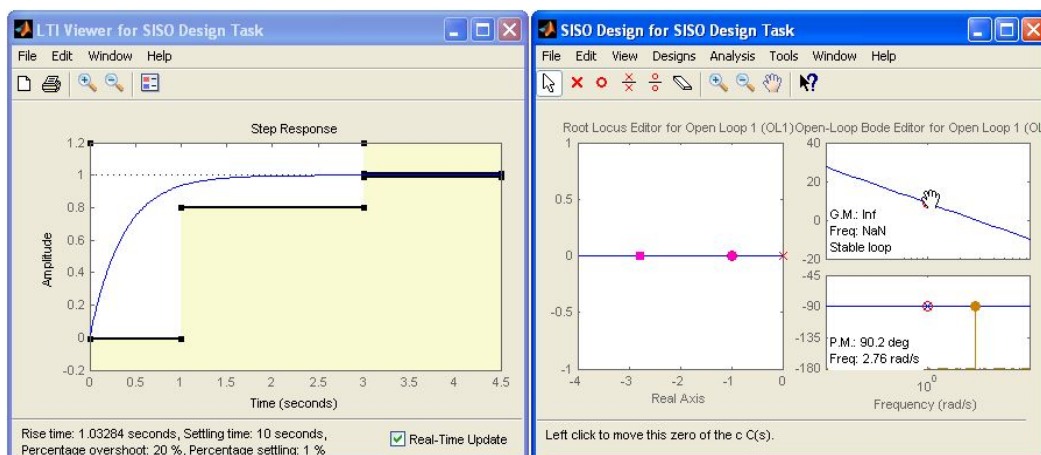 LTI Viewer for SISO Design Task
File Edit Window Help
Step Response
1.2
1
0.8
0.6
0.4
0.2
0
-0.2
Amplitude
0 0.5 1 1.5 2 2.5 3 3.5 4 4.5
Time (seconds)
Rise time: 1.03284 seconds, Settling time: 10 seconds,
Percentage overshoot: 20 %, Percentage settling: 1 %
Real-Time Update
SISO Design for SISO Design Task
File Edit View Designs Analysis Tools Window Help
Root Locus Editor for Open Loop 1 (OL1)
1
0.5
0
-0.5
-1
-4 -3 -2 -1 0
Real Axis
Open-Loop Bode Editor for Open Loop 1 (OL
40
20
0
-20
G.M.: Inf
Freq: NaN
Stable loop
-45
-90
-135
-180
P.M.: 90.2 deg
Freq: 2.76 rad/s
10^0
Frequency (rad/s)
Left click to move this zero of the c C(s).